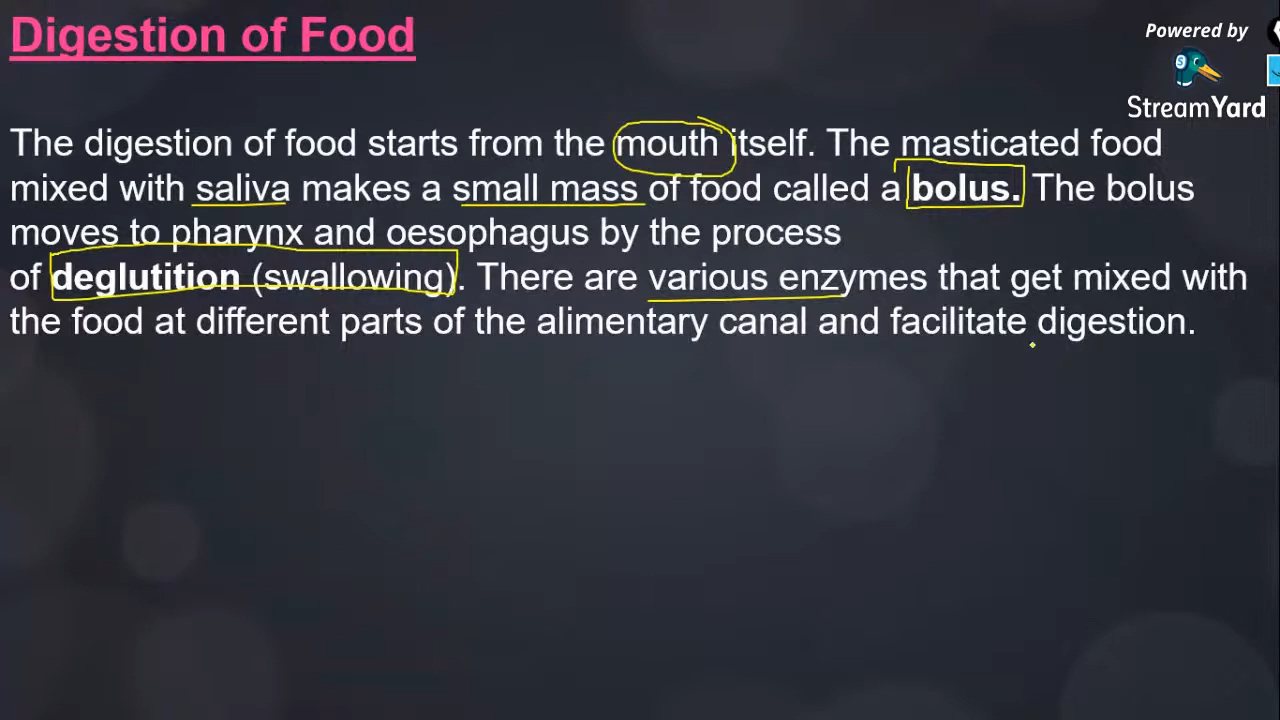 Digestion of Food
Powered by
StreamYard
The digestion of food starts from the mouth itself. The masticated food
mixed with saliva makes a small mass of food called a bolus. The bolus
moves to pharynx and oesophagus by the process
of deglutition (swallowing). There are various enzymes that get mixed with
the food at different parts of the alimentary canal and facilitate digestion.